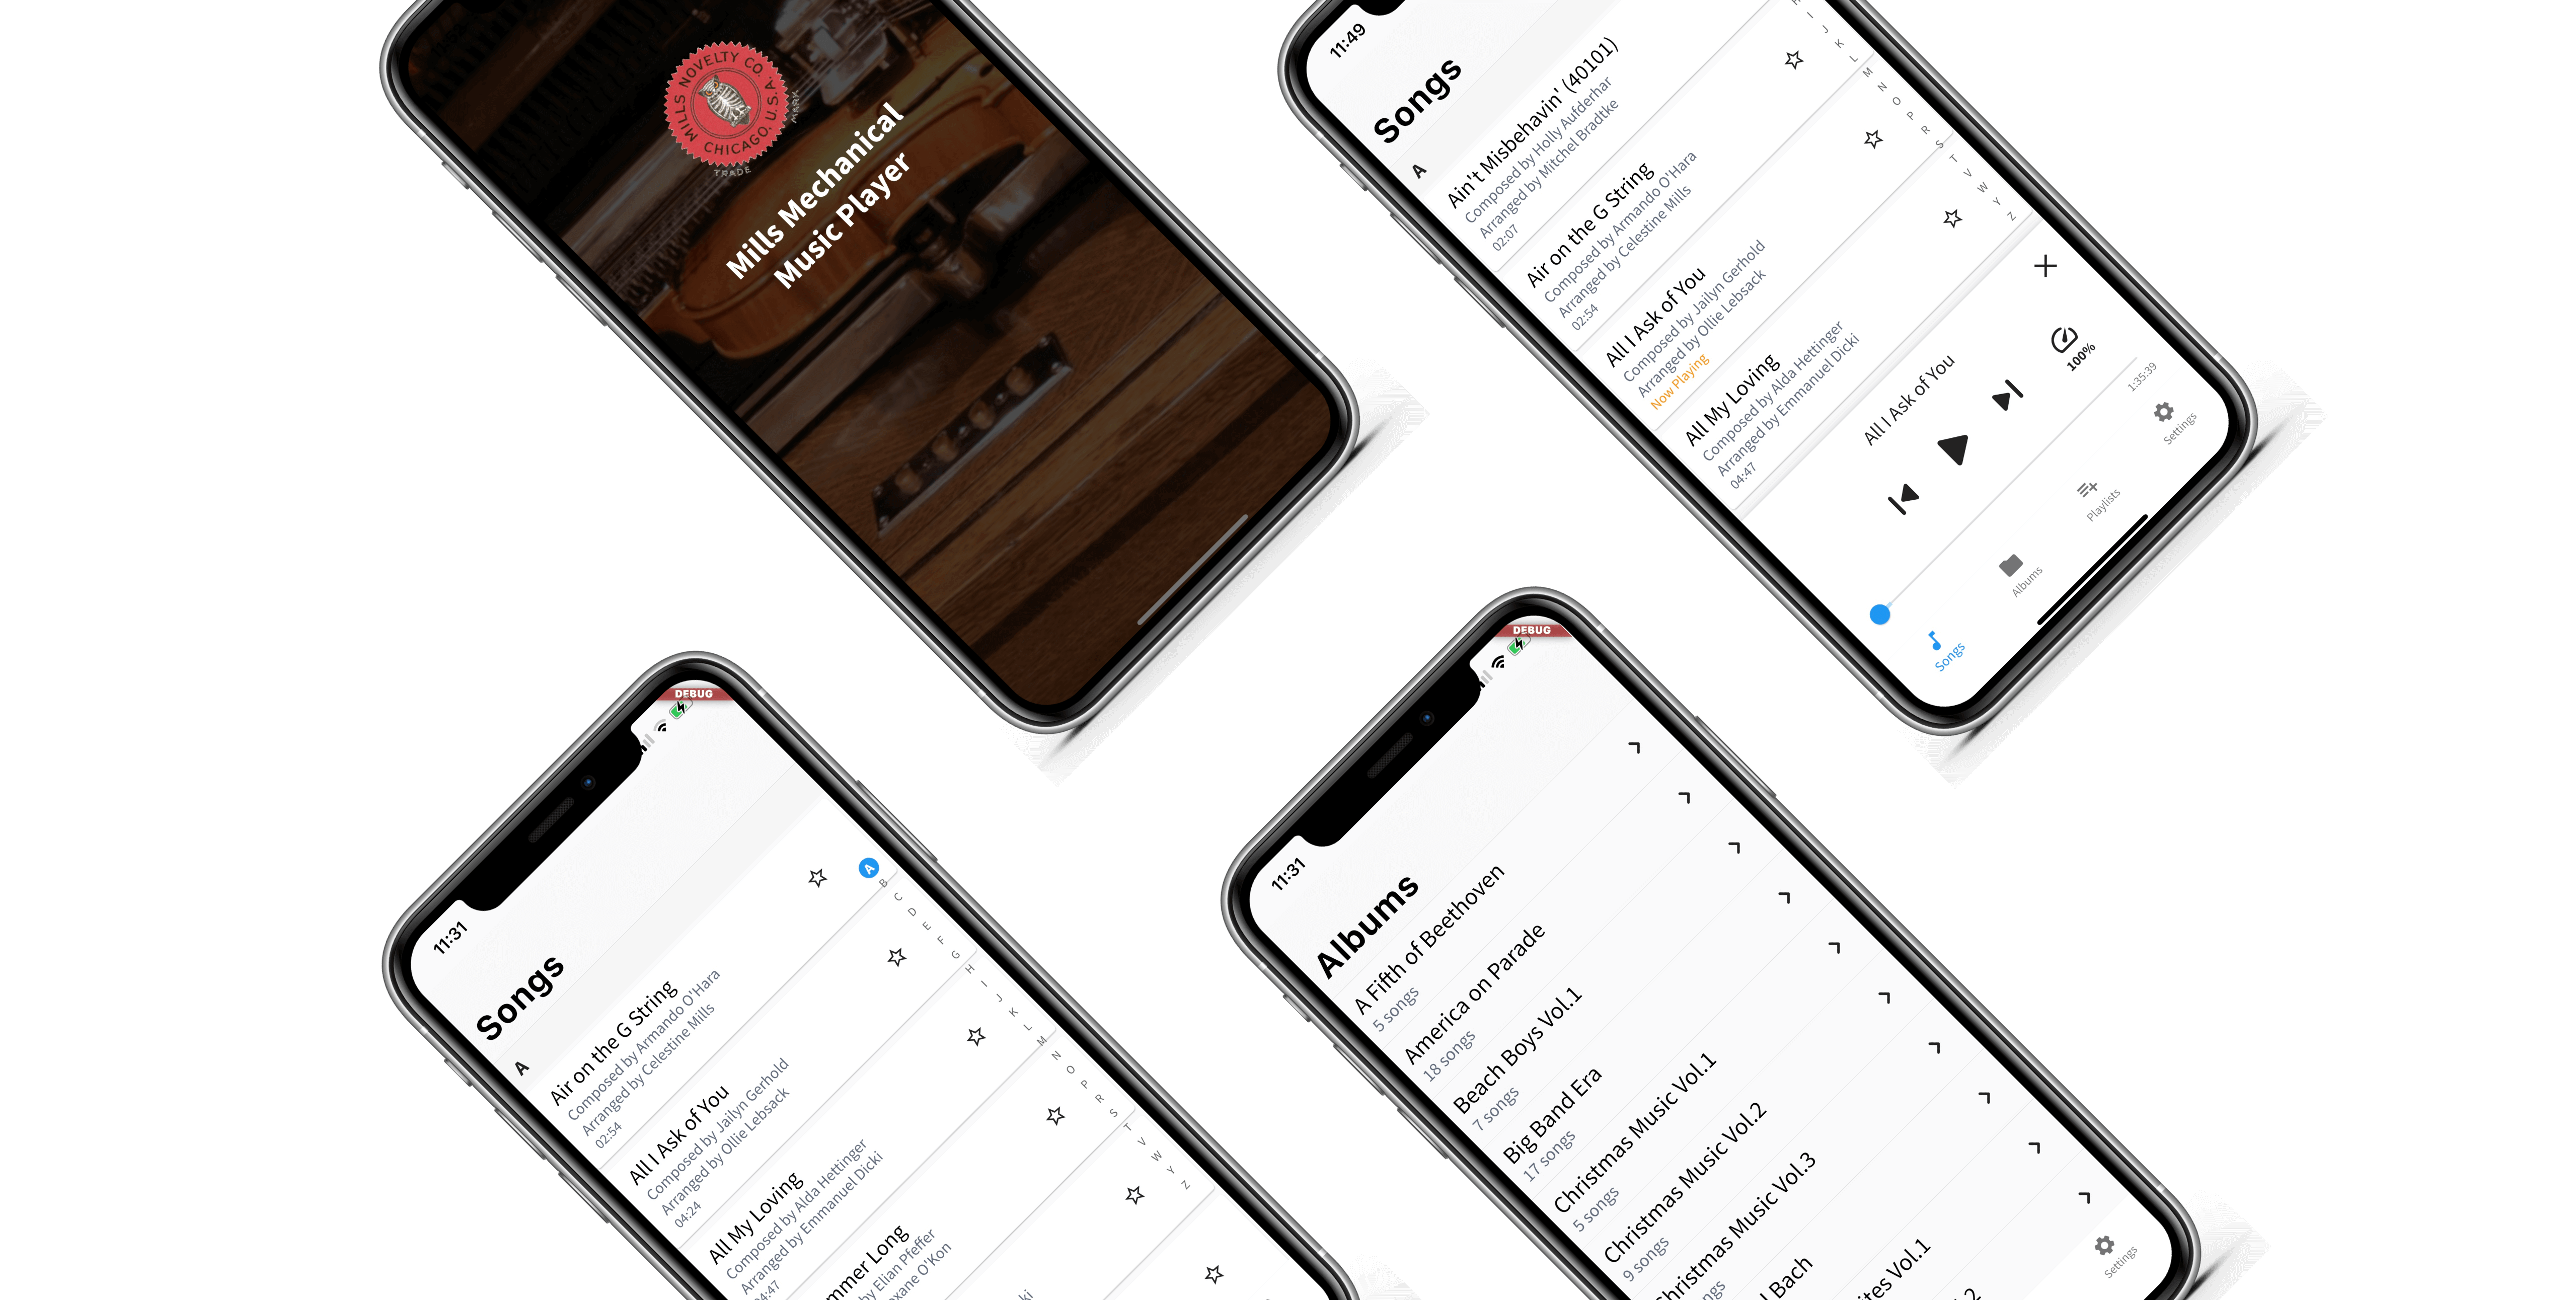 MILLS NOVELTY CO.
CHICAGO, U.S.A.
TRADE
MARK
Mills Mechanical
Music Player
11:49
Songs
A
Ain't Misbehavin' (40101)
Composed by Holly Aufderhar
Arranged by Mitchel Bradtke
02:07
Air on the G String
Composed by Armando O'Hara
Arranged by Celestine Mills
02:54
All I Ask of You
Composed by Jailyn Gerhold
Arranged by Ollie Lebsack
Now Playing
All My Loving
Composed by Alda Hettinger
Arranged by Emmanuel Dicki
04:47
I
J
K
L
M
N
O
P
R
S
T
V
W
Y
Z
All I Ask of You
100%
1:35:39
Songs
Albums
Playlists
Settings
DEBUG
11:31
Songs
A
Air on the G String
Composed by Armando O'Hara
Arranged by Celestine Mills
02:54
All I Ask of You
Composed by Jailyn Gerhold
Arranged by Ollie Lebsack
04:24
All My Loving
Composed by Alda Hettinger
Arranged by Emmanuel Dicki
4:47
mmer Long
by Elian Pfeffer
xane O'Kon
ki
A
B
C
D
E
F
G
H
I
J
K
L
M
N
O
P
R
S
T
V
W
Y
Z
DEBUG
11:31
Albums
A Fifth of Beethoven
5 songs
America on Parade
18 songs
Beach Boys Vol.1
7 songs
Big Band Era
17 songs
Christmas Music Vol.1
5 songs
Christmas Music Vol.2
9 songs
hristmas Music Vol.3
ngs
l Bach
ites Vol.1
.2
Settings